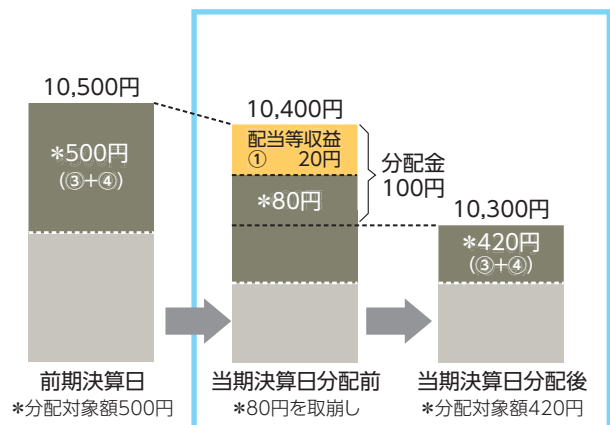 10,500円
*500円
(③+④)
前期決算日
*分配対象額500円
10,400円
配当等収益
① 20円
*80円
分配金
100円
当期決算日分配前
*80円を取崩し
10,300円
*420円
(③+④)
当期決算日分配後
*分配対象額420円